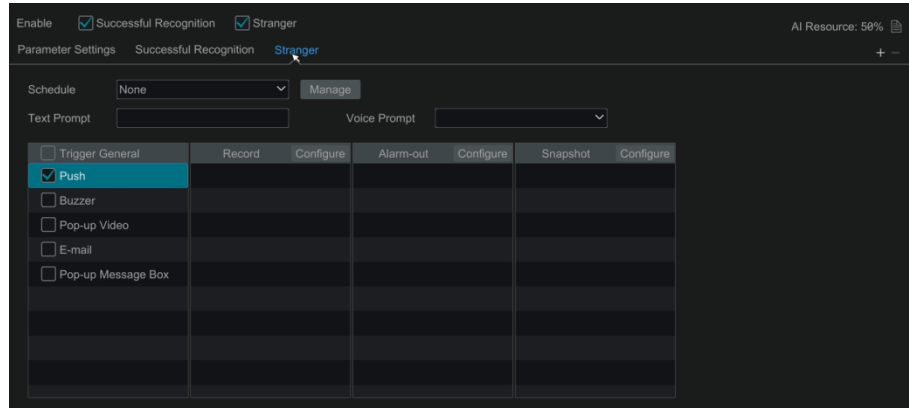 Enable Successful Recognition Stranger AI Resource: 50%
Parameter Settings Successful Recognition Stranger
Schedule None Manage
Text Prompt Voice Prompt
Trigger General Record Configure Alarm-out Configure Snapshot Configure
Push
Buzzer
Pop-up Video
E-mail
Pop-up Message Box